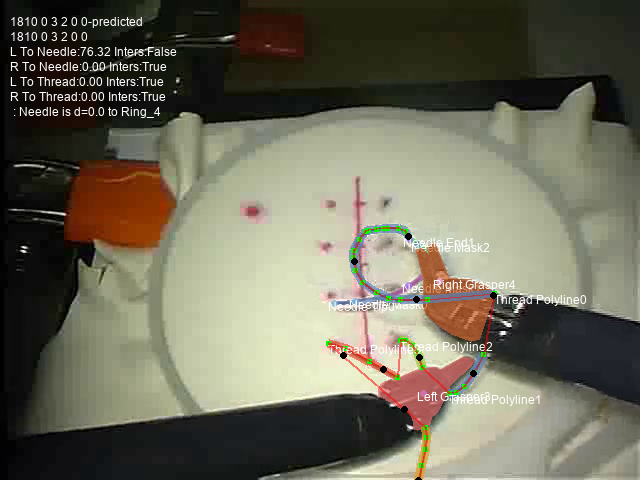 1810 0 3 2 0 0-predicted
1810 0 3 2 0 0
L To Needle:76.32 Inters:False
R To Needle:0.00 Inters:True
L To Thread:0.00 Inters:True
R To Thread:0.00 Inters:True
: Needle is d=0.0 to Ring_4
Needle End1
Needle Mask2
Right Grasper4
Thread Polyline0
Thread Polyline2
Left Grasper3
Thread Polyline1